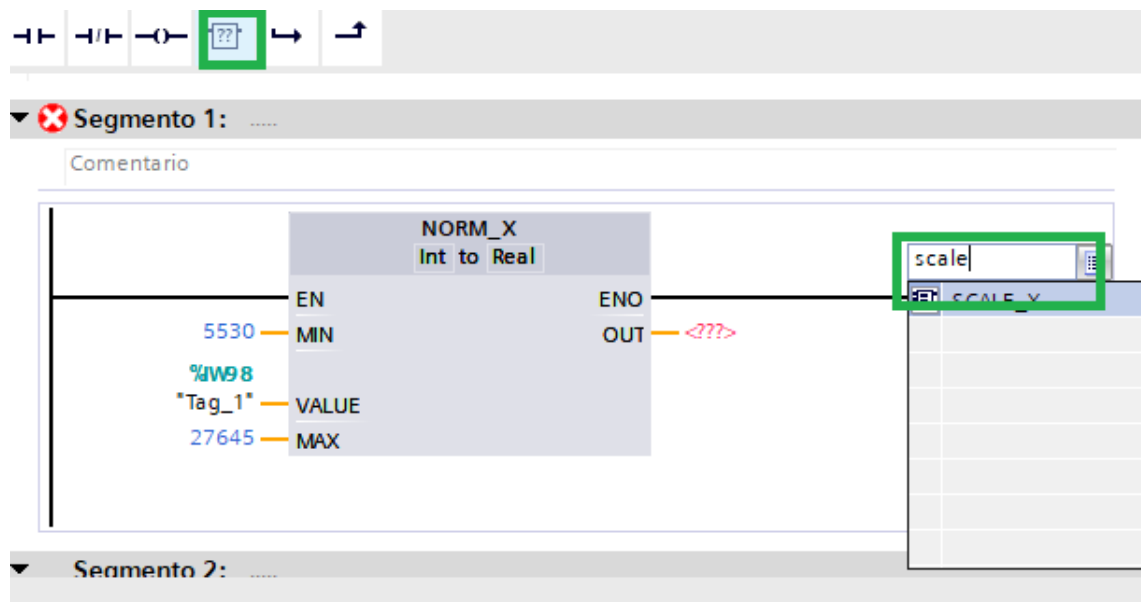 ??
Segmento 1: .....
Comentario
NORM_X
Int to Real
scale
EN
ENO
SCALE_X
5530
MIN
OUT
<???>
%IW98
"Tag_1"
VALUE
27645
MAX
Segmento 2: .....